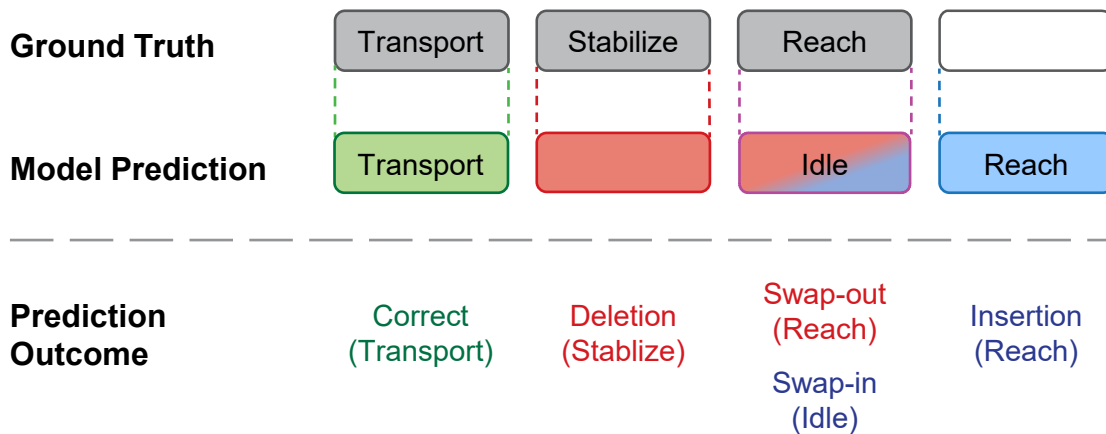 Ground Truth
Transport
Stabilize
Reach
Model Prediction
Transport
Idle
Reach
Prediction
Outcome
Correct
(Transport)
Deletion
(Stablize)
Swap-out
(Reach)
Swap-in
(Idle)
Insertion
(Reach)